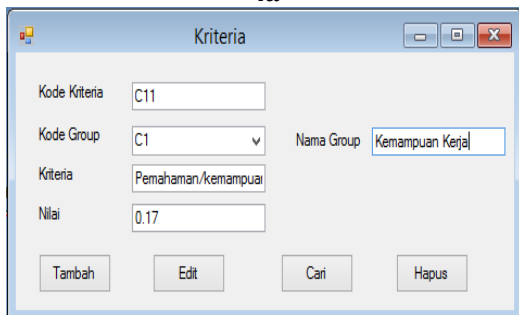 Kriteria
Kode Kriteria C11
Kode Group C1 Nama Group Kemampuan Kerja
Kriteria Pemahaman/kemampuai
Nilai 0.17
Tambah Edit Cari Hapus